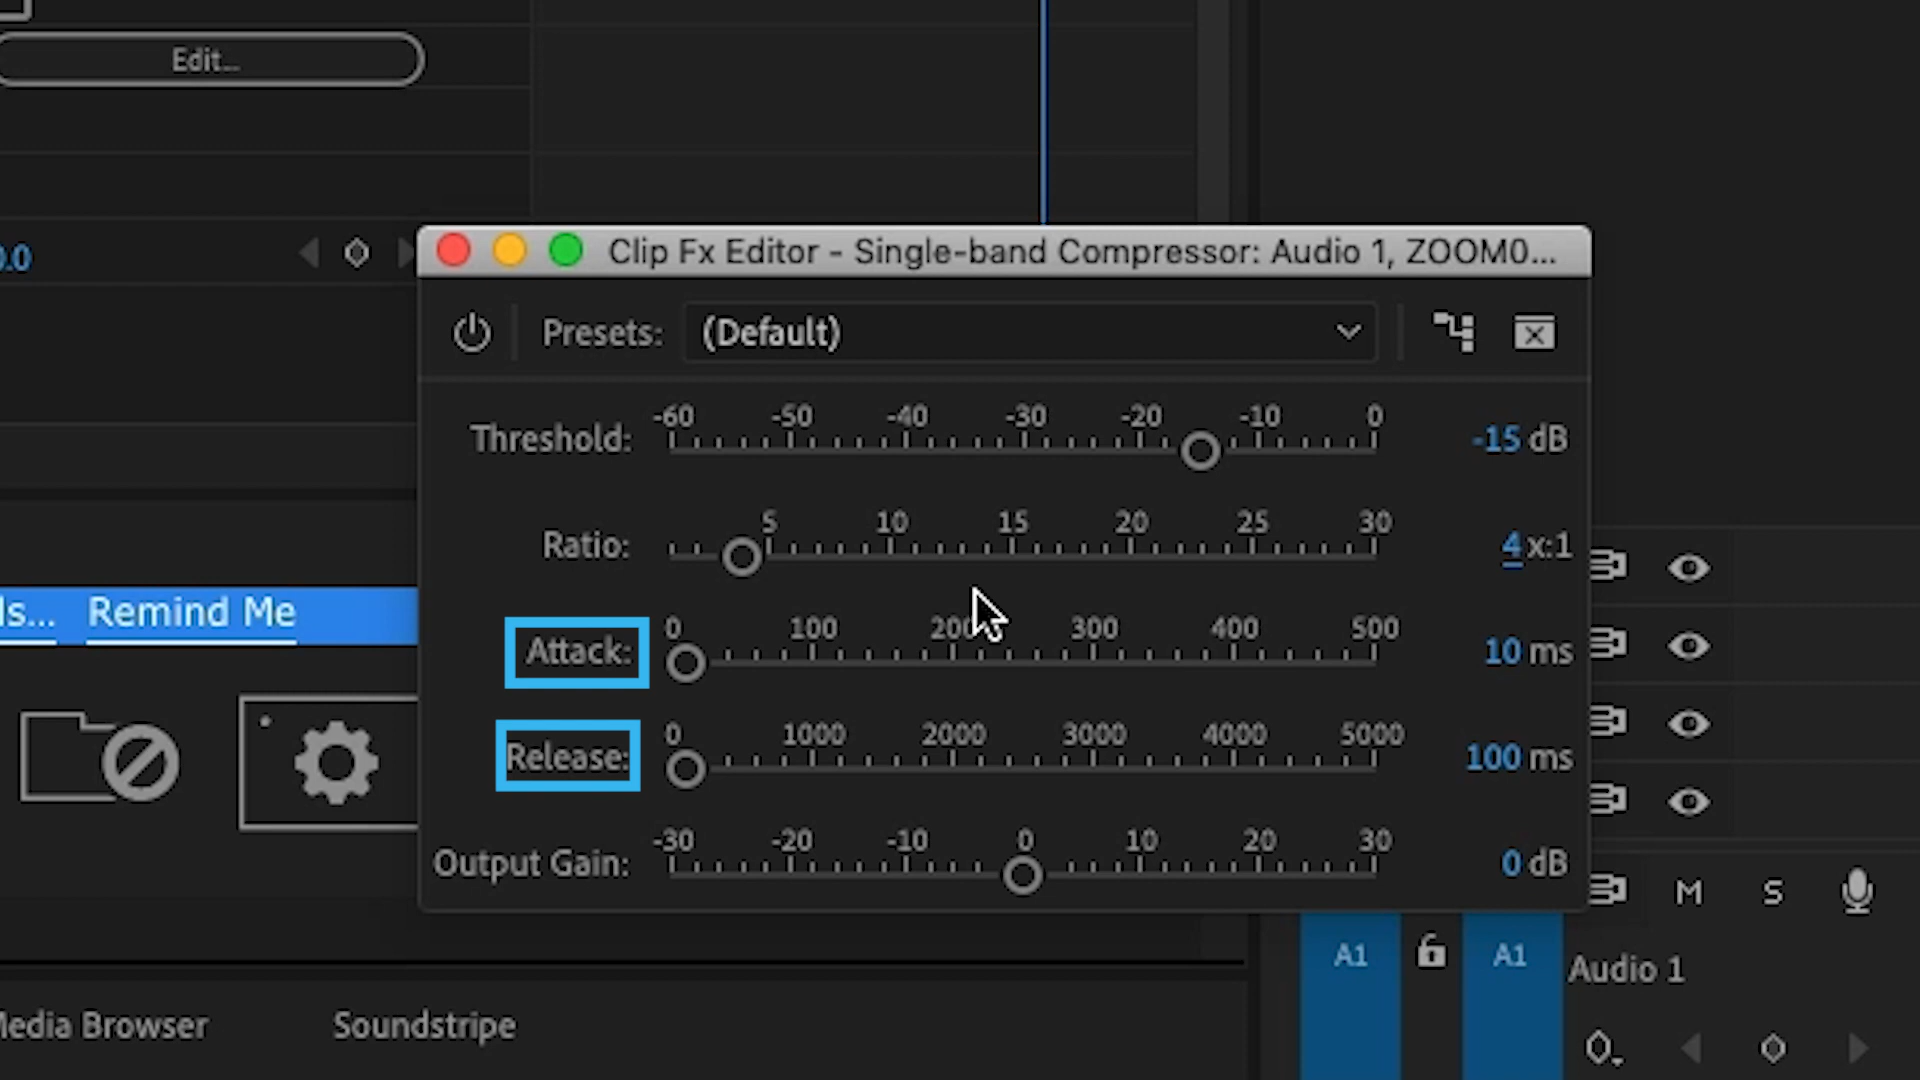 Edit...
0.0
Clip Fx Editor - Single-band Compressor: Audio 1, ZOOM0...
Presets: (Default)
-60 -50 -40 -30 -20 -10 0
Threshold: -15 dB
5 10 15 20 25 30
Ratio: 4 x:1
ls... Remind Me
0 100 200 300 400 500
Attack: 10 ms
0 1000 2000 3000 4000 5000
Release: 100 ms
-30 -20 -10 0 10 20 30
Output Gain: 0 dB
M S
A1 A1 Audio 1
Media Browser Soundstripe